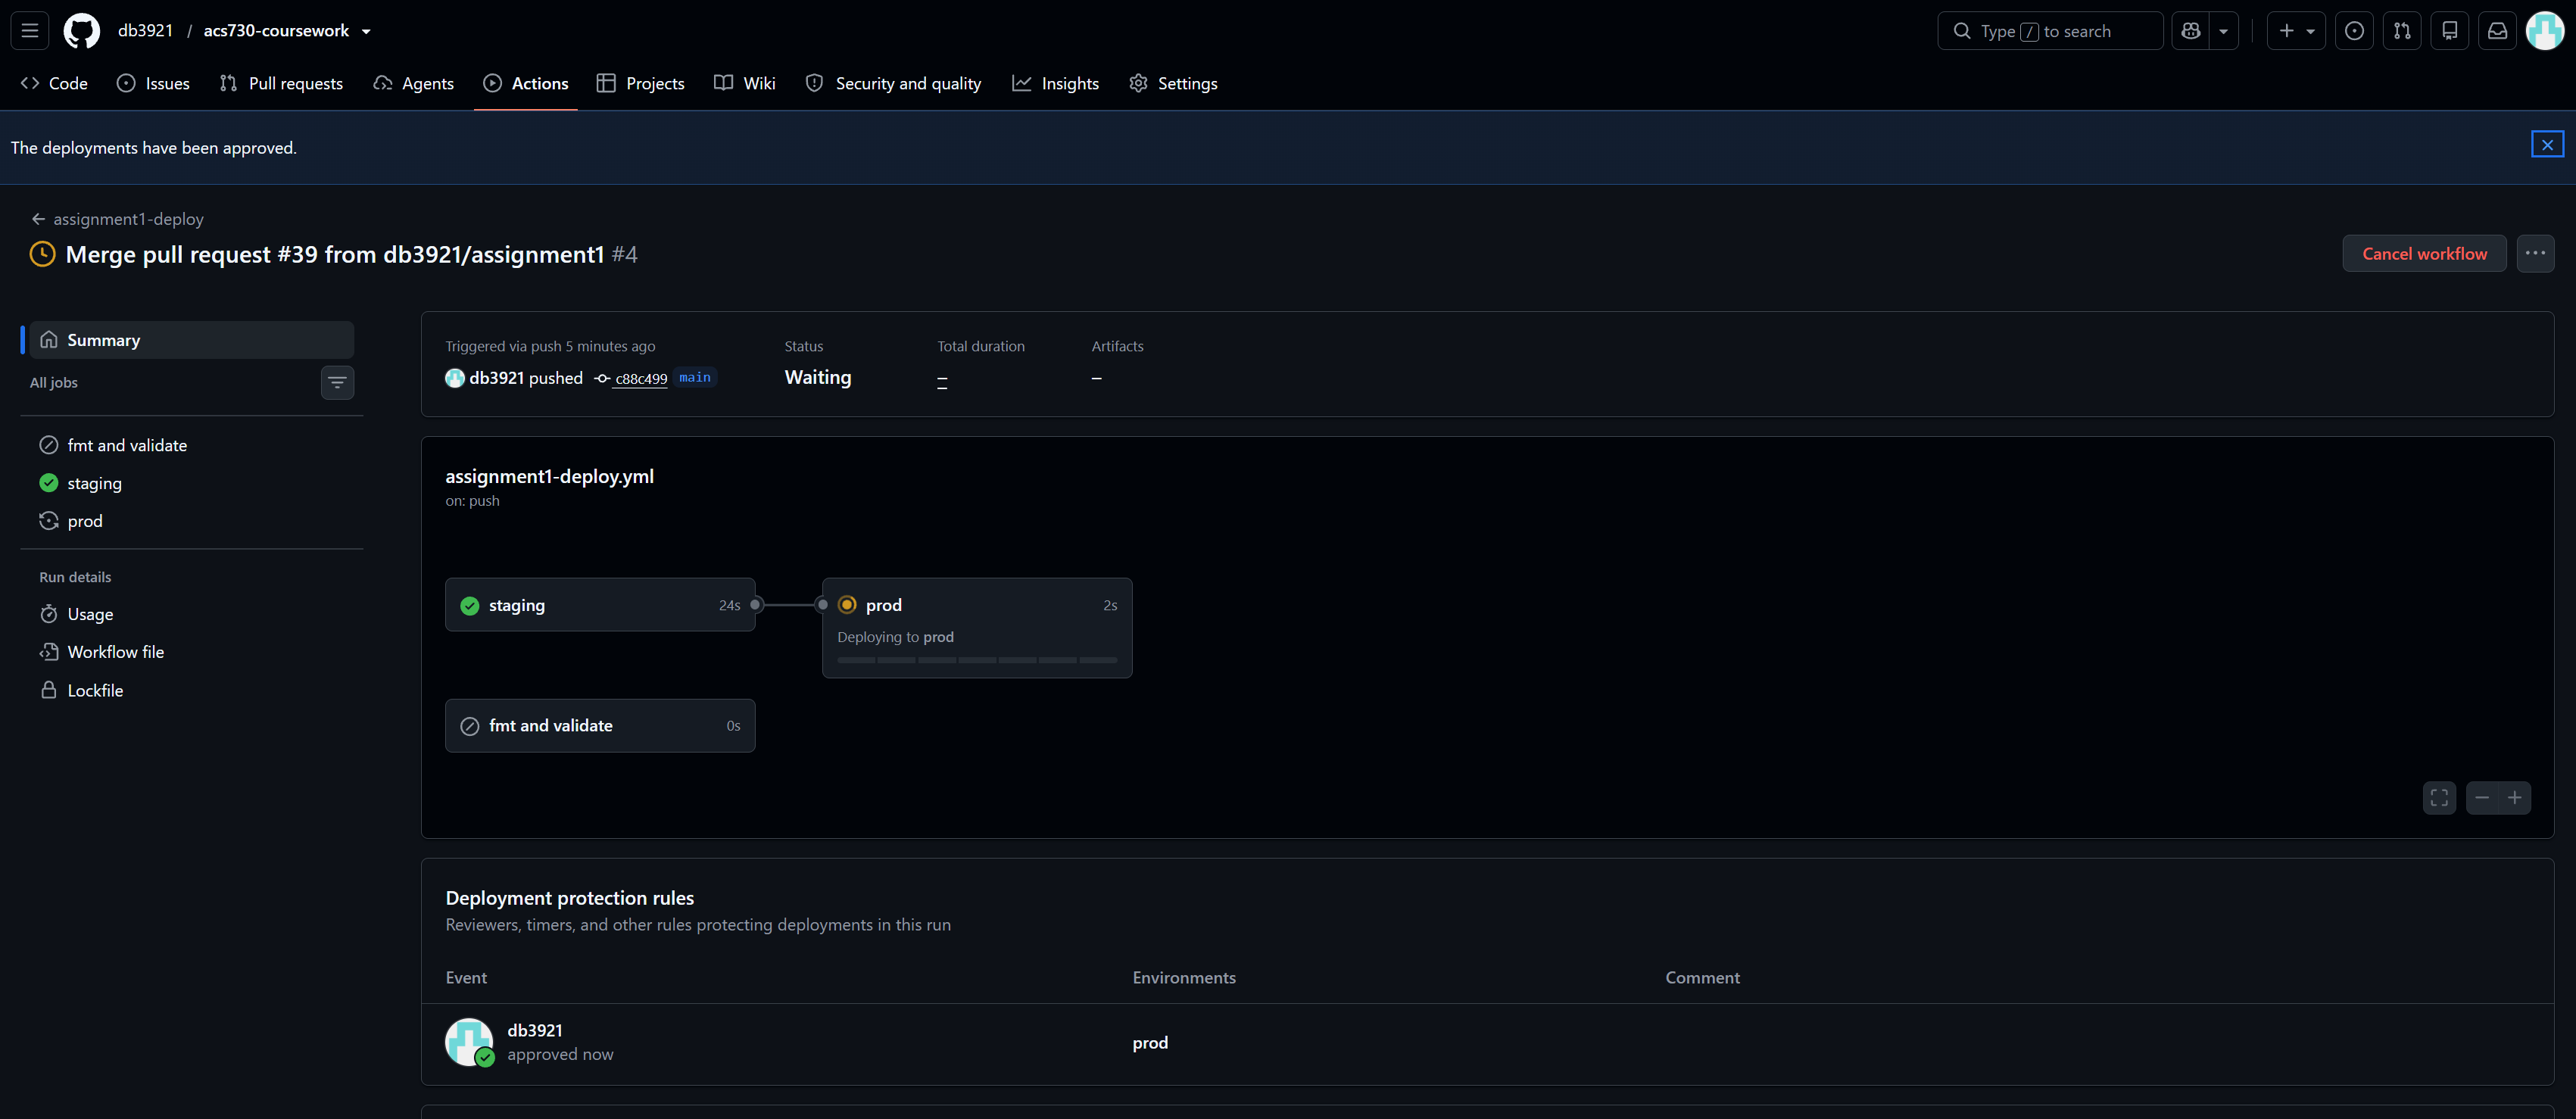 db3921 / acs730-coursework
Type / to search
Code Issues Pull requests Agents Actions Projects Wiki Security and quality Insights Settings
The deployments have been approved.
assignment1-deploy
Merge pull request #39 from db3921/assignment1 #4
Cancel workflow
Summary
All jobs
fmt and validate
staging
prod
Run details
Usage
Workflow file
Lockfile
Triggered via push 5 minutes ago
db3921 pushed c88c499 main
Status
Waiting
Total duration
–
Artifacts
–
assignment1-deploy.yml
on: push
staging 24s
prod 2s
Deploying to prod
fmt and validate 0s
Deployment protection rules
Reviewers, timers, and other rules protecting deployments in this run
Event Environments Comment
db3921
approved now
prod